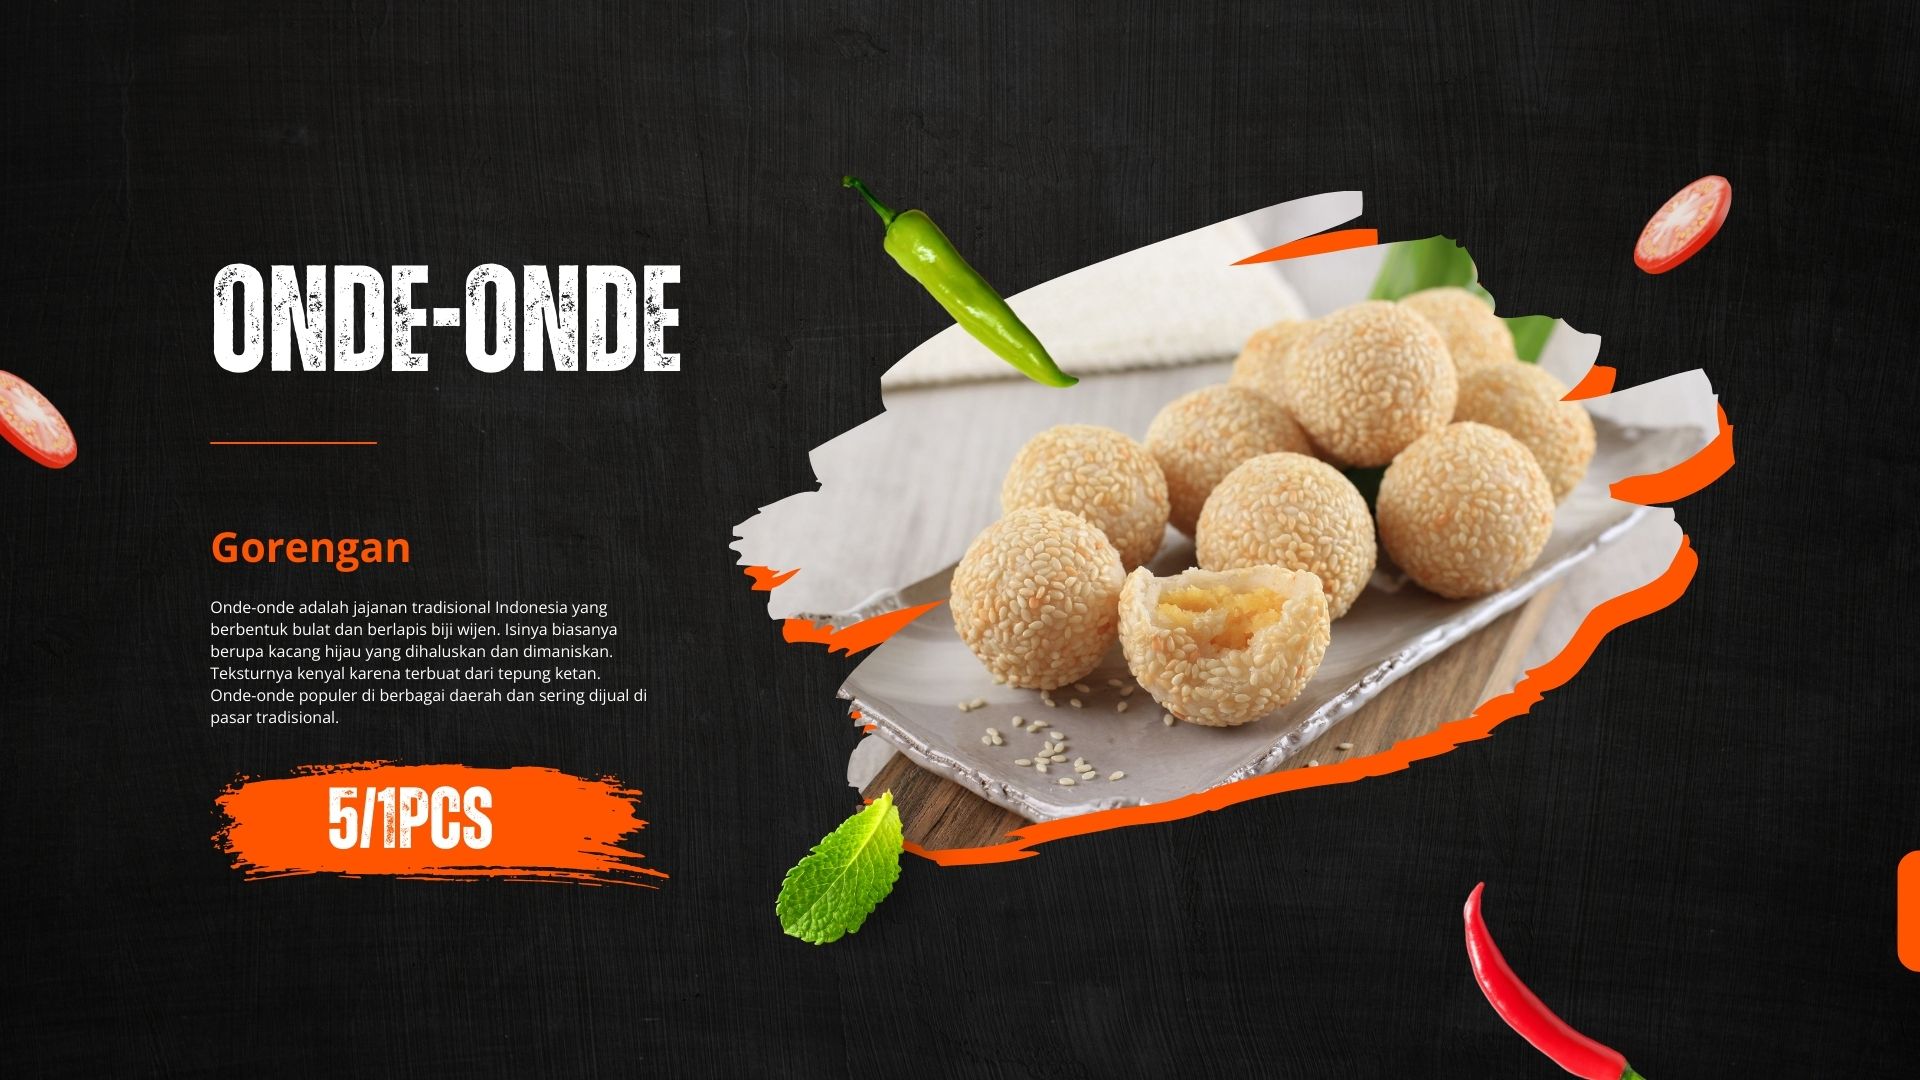 ONDE-ONDE
Gorengan
Onde-onde adalah jajanan tradisional Indonesia yang
berbentuk bulat dan berlapis biji wijen. Isinya biasanya
berupa kacang hijau yang dihaluskan dan dimaniskan.
Teksturnya kenyal karena terbuat dari tepung ketan.
Onde-onde populer di berbagai daerah dan sering dijual di
pasar tradisional.
5/1PCS